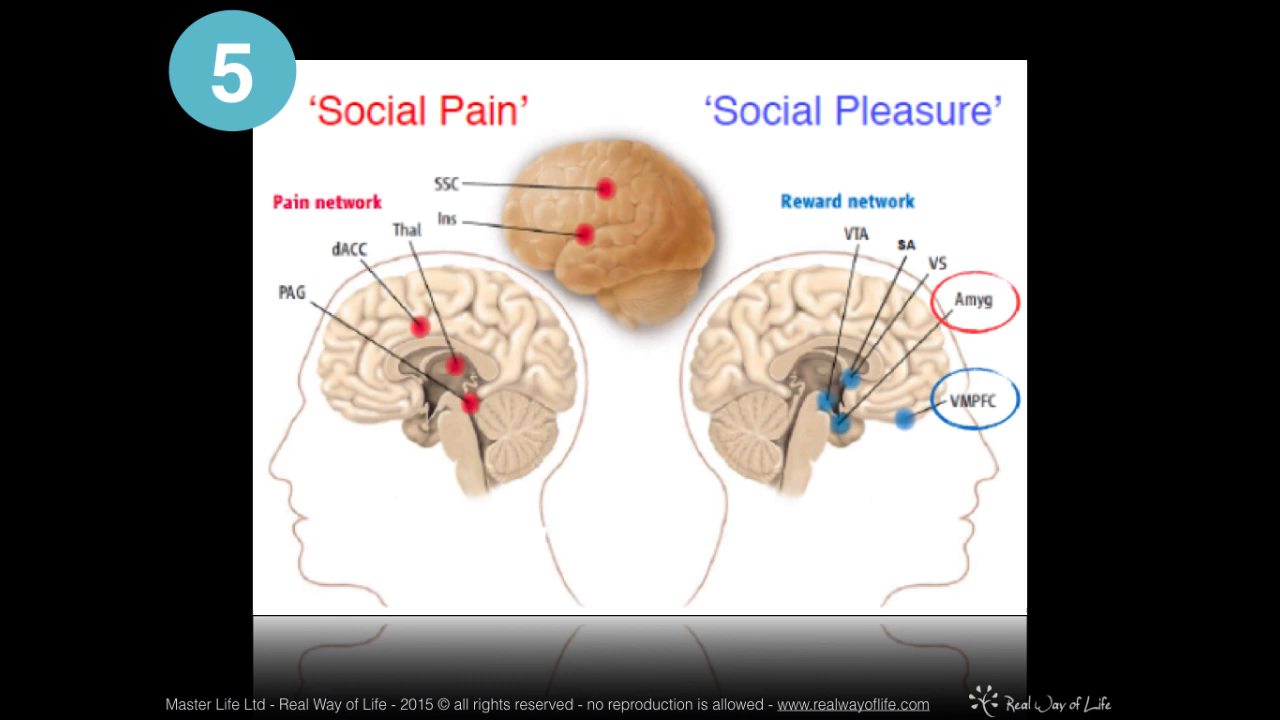 5
‘Social Pain’
‘Social Pleasure’
SSC
Pain network
Reward network
Ins
Thal
VTA
dACC
SA
VS
PAG
Amyg
VMPFC
Master Life Ltd - Real Way of Life - 2015 © all rights reserved - no reproduction is allowed - www.realwayoflife.com
Real Way of Life